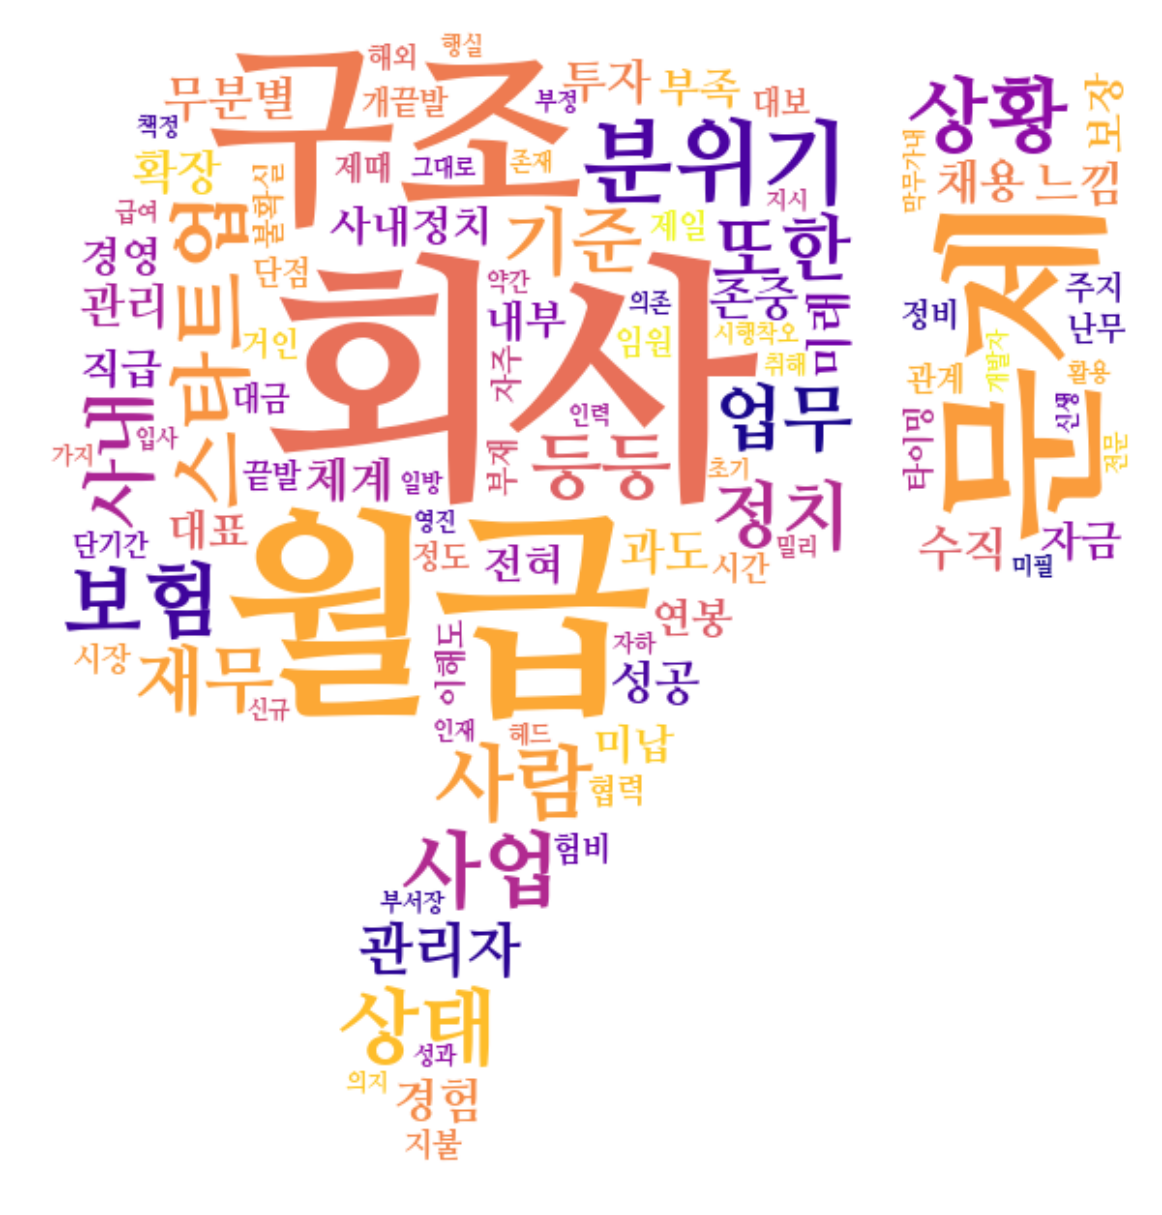 행실
해외
구조
투자
부족
무분별
개끝발
부정
대보
상황
보장
책정
분위기
확장
제때
그대로
존재
막무가내
채용
느낌
불확실
급여
스타트업
사내정치
기준
제일
지시
또한
문제
경영
단점
회사
약간
존중
관리
내부
의존
미래
정비
주지
거인
임원
시행착오
난무
직급
자주
취해
개발자
관계
활용
대금
사내
인력
업무
신생
타이밍
입사
가지
등등
전문
끝발
체계
일방
부재
초기
정치
대표
영진
단기간
월급
정도
전혀
과도
시간
밀리
수직
미필
자금
보험
연봉
이해도
자하
시장
재무
성공
신규
인재
헤드
미납
사람
협력
사업
험비
부서장
관리자
상태
성과
의지
경험
지불